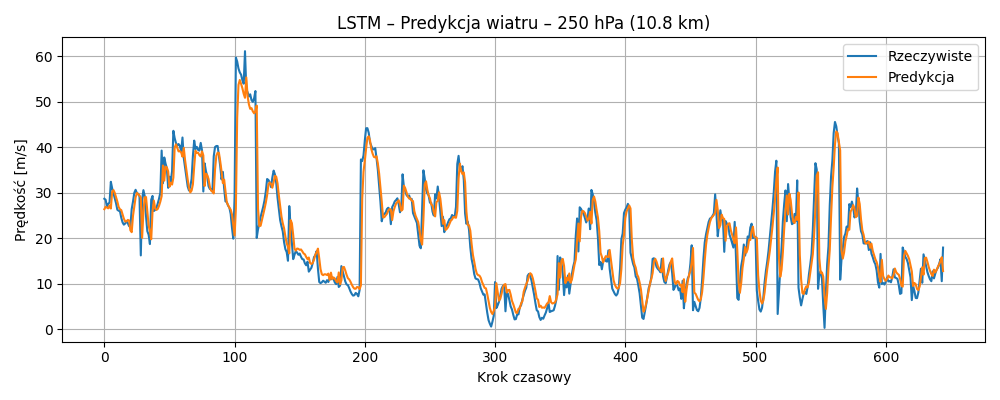 LSTM – Predykcja wiatru – 250 hPa (10.8 km)
Rzeczywiste
Predykcja
Prędkość [m/s]
60
50
40
30
20
10
0
0 100 200 300 400 500 600
Krok czasowy